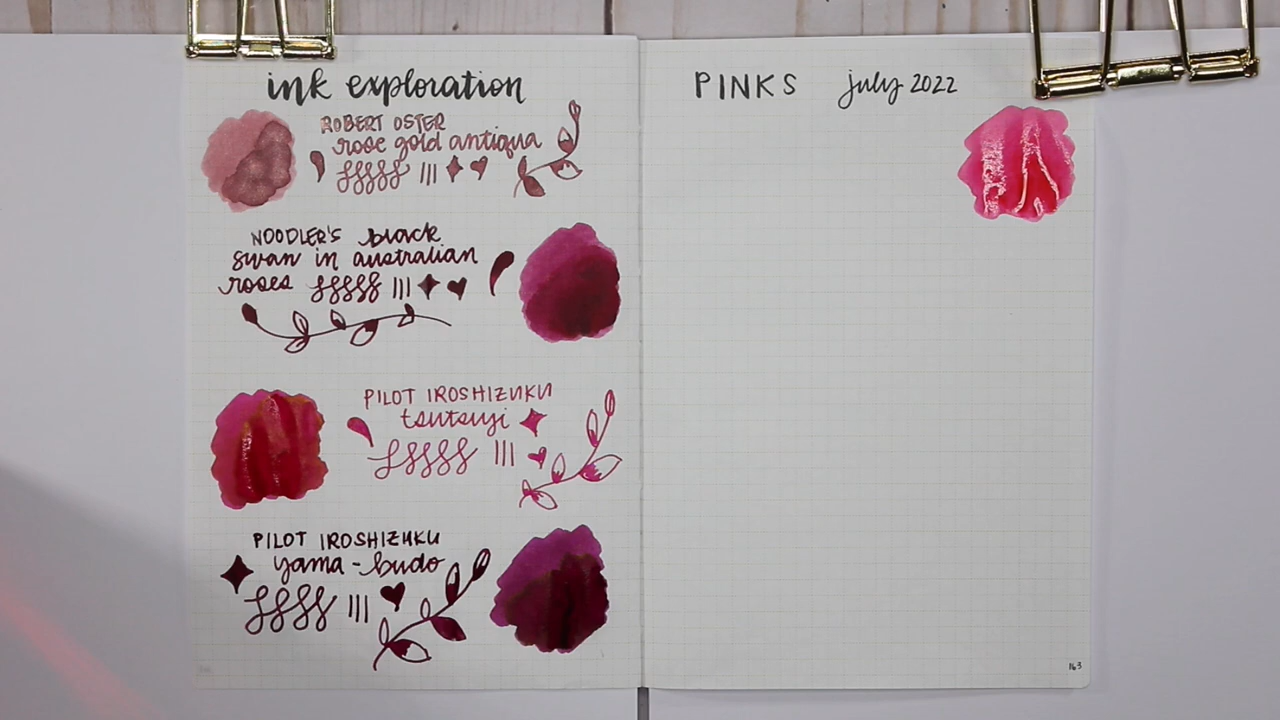 ink exploration
ROBERT OSTER
rose gold antiqua
NOODLER'S black
swan in australian
roses
PILOT IROSHIZUKU
tsutsuji
PILOT IROSHIZUKU
yama-budo
PINKS july 2022
163